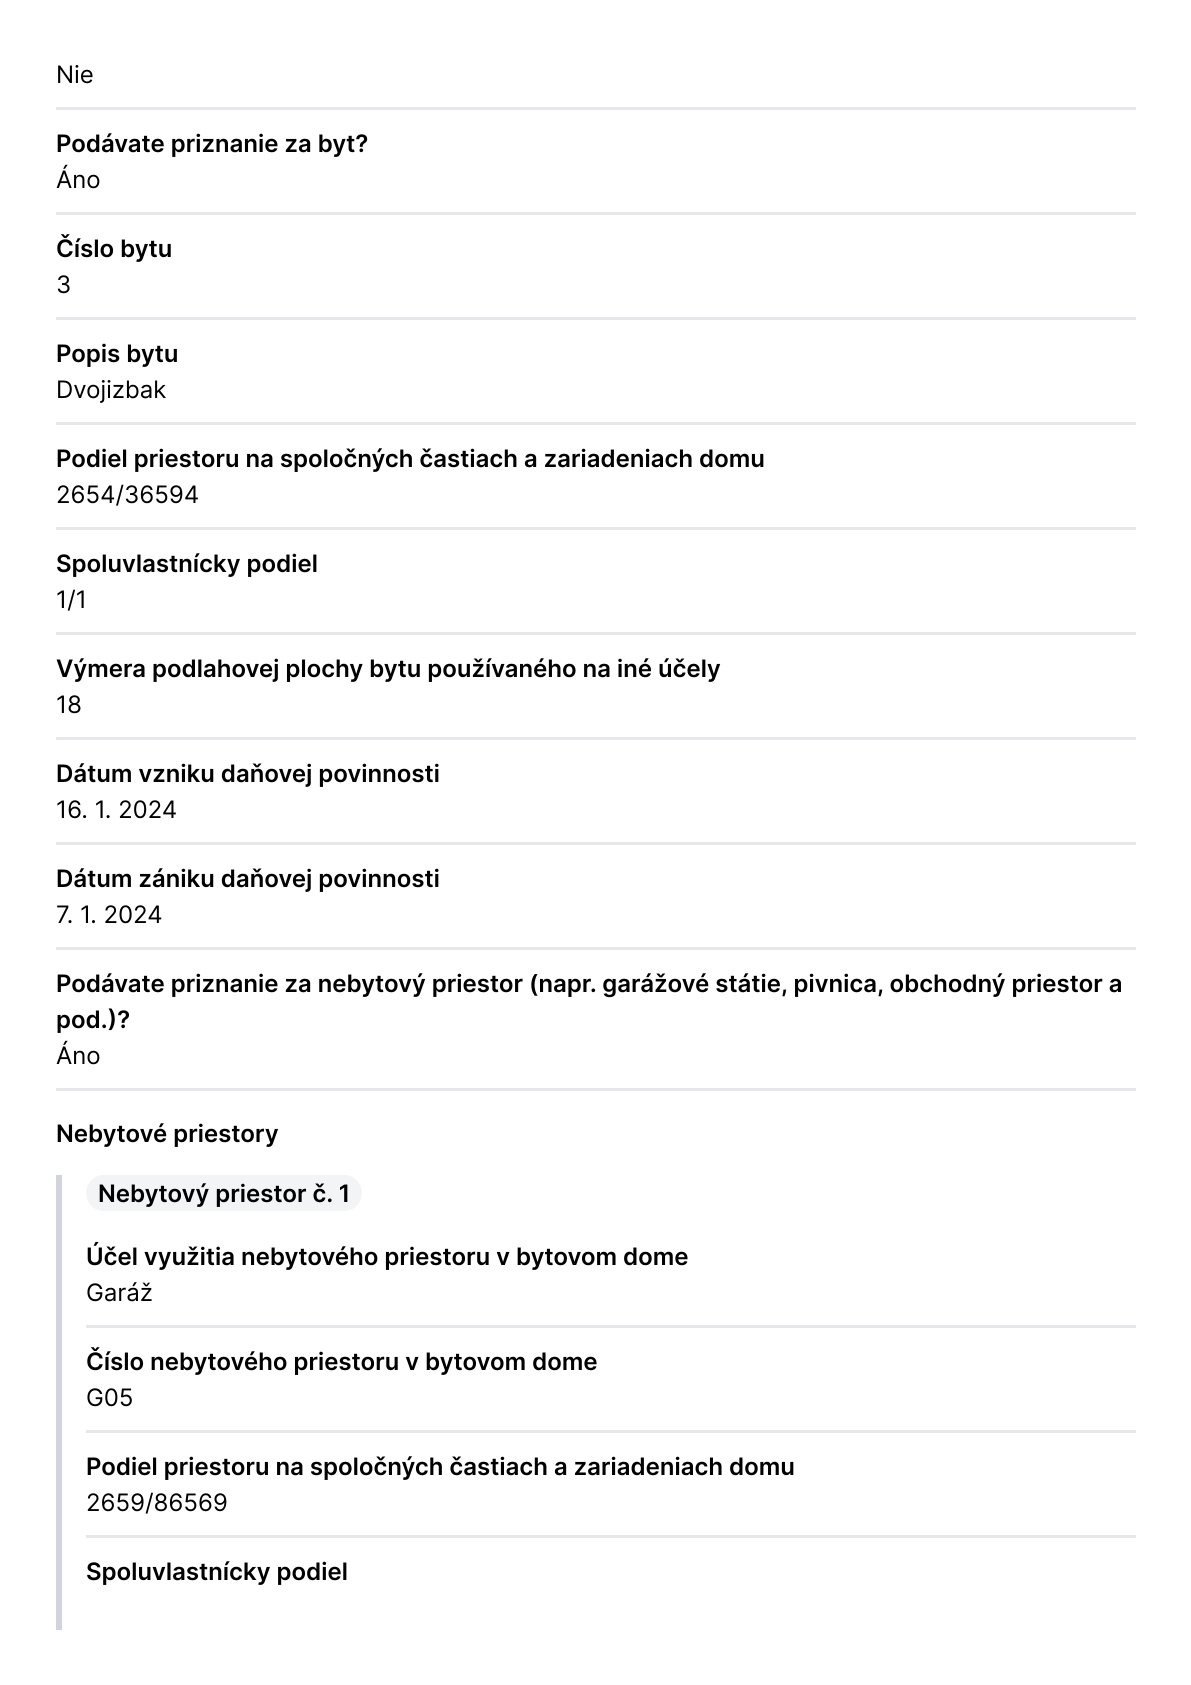 Nie
Podávate priznanie za byt?
Áno
Číslo bytu
3
Popis bytu
Dvojizbak
Podiel priestoru na spoločných častiach a zariadeniach domu
2654/36594
Spoluvlastnícky podiel
1/1
Výmera podlahovej plochy bytu používaného na iné účely
18
Dátum vzniku daňovej povinnosti
16. 1. 2024
Dátum zániku daňovej povinnosti
7. 1. 2024
Podávate priznanie za nebytový priestor (napr. garážové státie, pivnica, obchodný priestor a
pod.)?
Áno
Nebytové priestory
Nebytový priestor č. 1
Účel využitia nebytového priestoru v bytovom dome
Garáž
Číslo nebytového priestoru v bytovom dome
G05
Podiel priestoru na spoločných častiach a zariadeniach domu
2659/86569
Spoluvlastnícky podiel